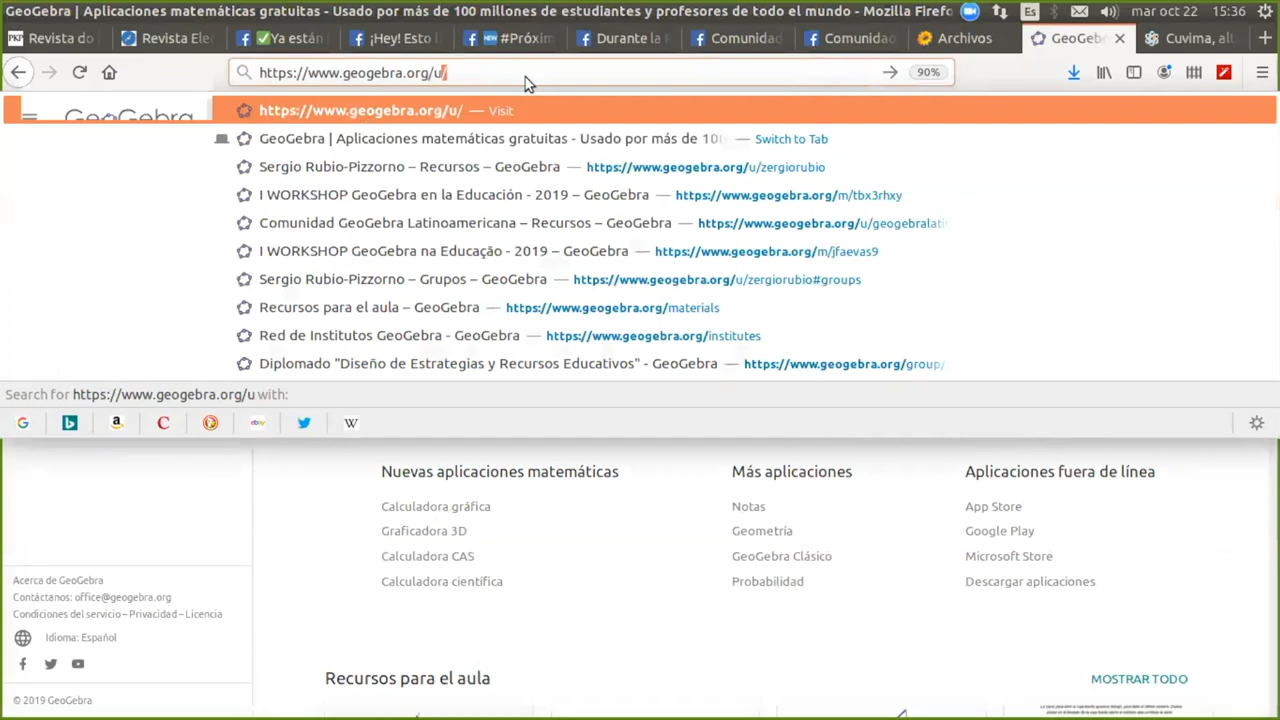 GeoGebra | Aplicaciones matemáticas gratuitas - Usado por más de 100 millones de estudiantes y profesores de todo el mundo - Mozilla Firefo
Es mar oct 22 15:36
PKP Revista do Revista Ele ✅Ya están ¡Hey! Esto l 🆕#Próxim Durante la Comunidad Comunidad Archivos GeoGeb Cuvima, alt
https://www.geogebra.org/u/ 90%
GeoGebra
https://www.geogebra.org/u/ — Visit
GeoGebra | Aplicaciones matemáticas gratuitas - Usado por más de 10 — Switch to Tab
Sergio Rubio-Pizzorno – Recursos – GeoGebra — https://www.geogebra.org/u/zergiorubio
I WORKSHOP GeoGebra en la Educación - 2019 – GeoGebra — https://www.geogebra.org/m/tbx3rhxy
Comunidad GeoGebra Latinoamericana – Recursos – GeoGebra — https://www.geogebra.org/u/geogebralati
I WORKSHOP GeoGebra na Educação - 2019 – GeoGebra — https://www.geogebra.org/m/jfaevas9
Sergio Rubio-Pizzorno – Grupos – GeoGebra — https://www.geogebra.org/u/zergiorubio#groups
Recursos para el aula – GeoGebra — https://www.geogebra.org/materials
Red de Institutos GeoGebra - GeoGebra — https://www.geogebra.org/institutes
Diplomado "Diseño de Estrategias y Recursos Educativos" - GeoGebra — https://www.geogebra.org/group/
Search for https://www.geogebra.org/u with:
Nuevas aplicaciones matemáticas Más aplicaciones Aplicaciones fuera de línea
Calculadora gráfica Notas App Store
Graficadora 3D Geometría Google Play
Calculadora CAS GeoGebra Clásico Microsoft Store
Calculadora científica Probabilidad Descargar aplicaciones
Acerca de GeoGebra
Contáctanos: office@geogebra.org
Condiciones del servicio – Privacidad – Licencia
Idioma: Español
Recursos para el aula MOSTRAR TODO
© 2019 GeoGebra